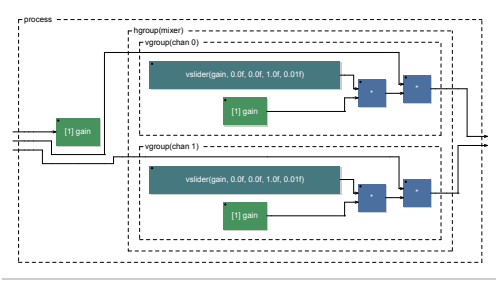 process
hgroup(mixer)
vgroup(chan 0)
vslider(gain, 0.0f, 0.0f, 1.0f, 0.01f)
*
*
[1] gain
[1] gain
vgroup(chan 1)
vslider(gain, 0.0f, 0.0f, 1.0f, 0.01f)
*
*
[1] gain